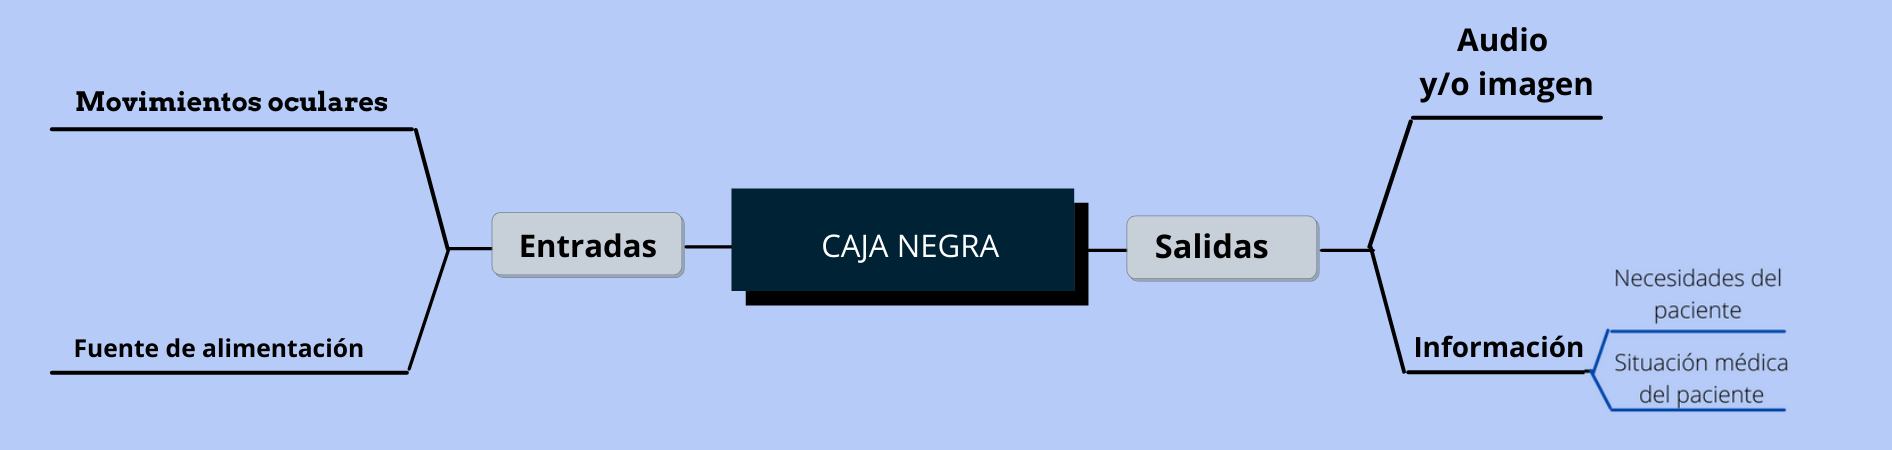 Movimientos oculares
Fuente de alimentación
Entradas
CAJA NEGRA
Salidas
Audio
y/o imagen
Información
Necesidades del
paciente
Situación médica
del paciente